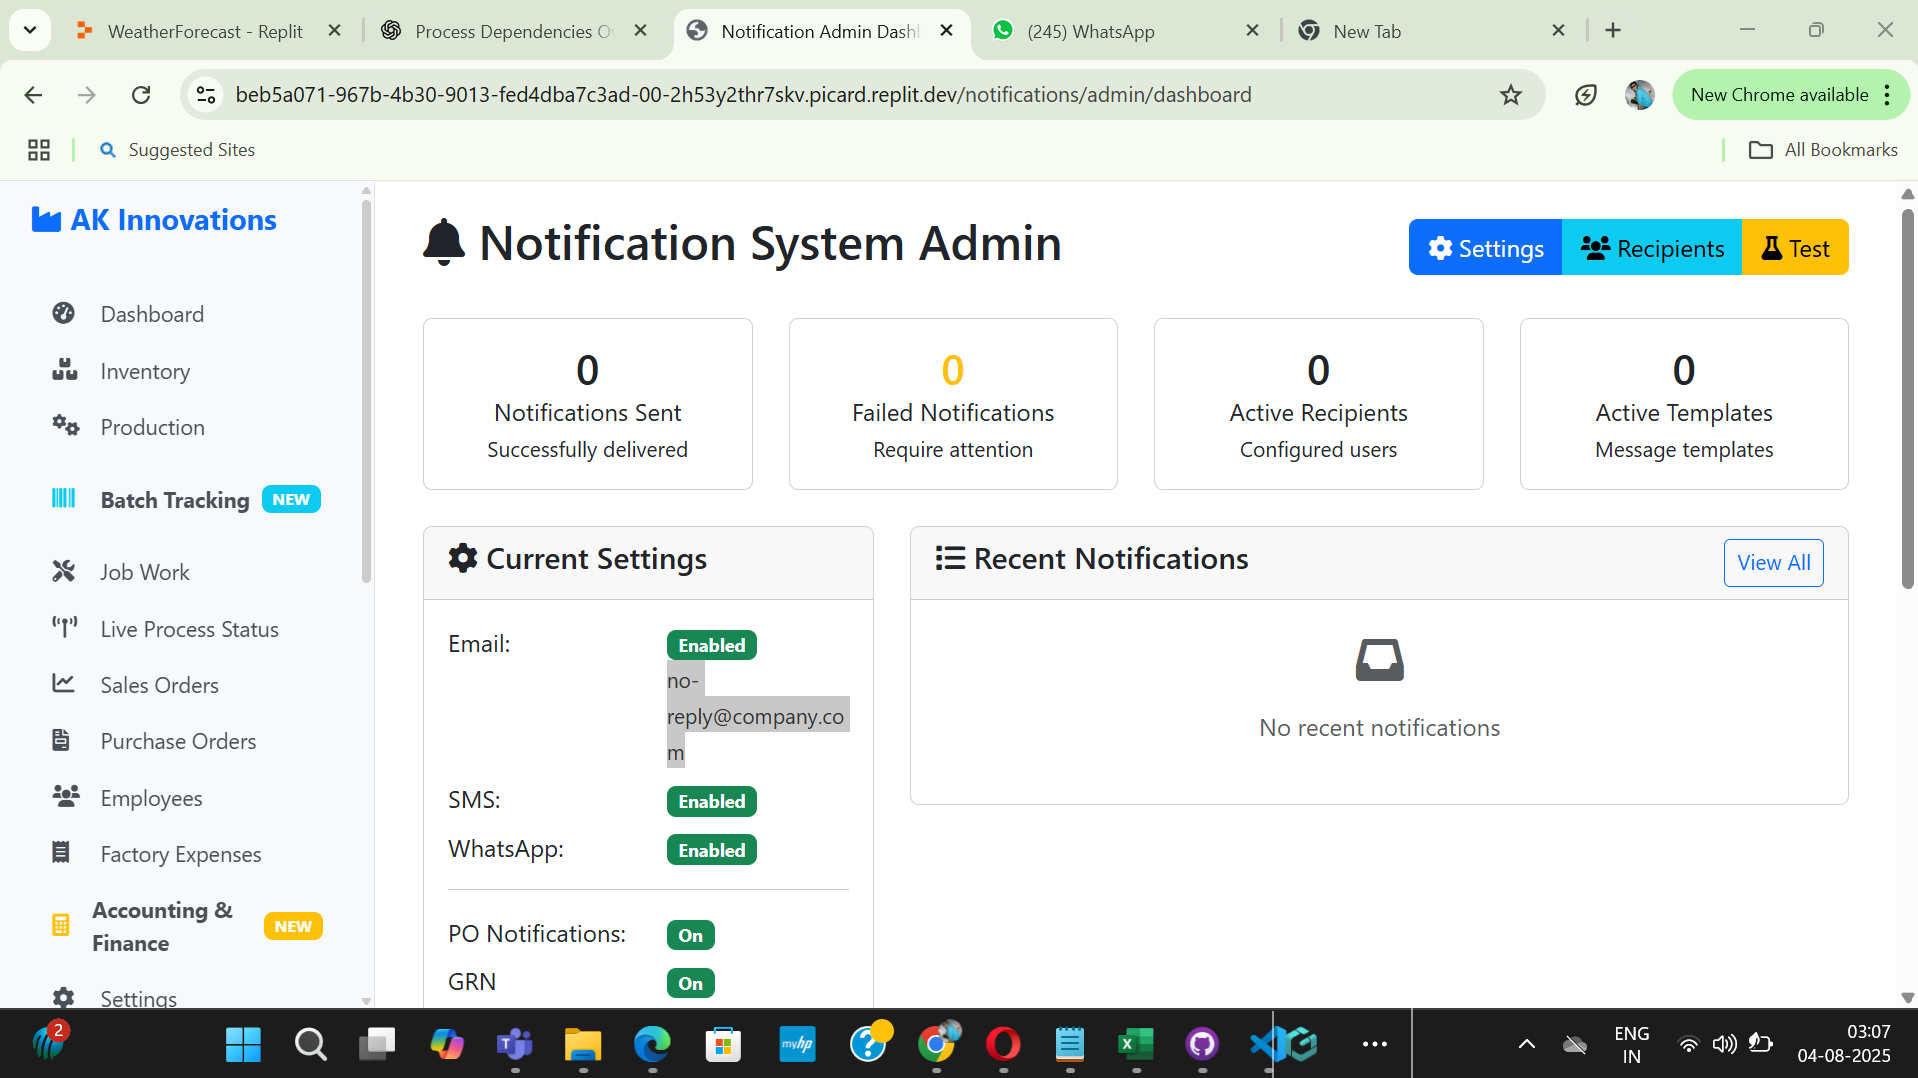 WeatherForecast - Replit
Process Dependencies Ov
Notification Admin Dashb
(245) WhatsApp
New Tab
beb5a071-967b-4b30-9013-fed4dba7c3ad-00-2h53y2thr7skv.picard.replit.dev/notifications/admin/dashboard
New Chrome available
Suggested Sites
All Bookmarks
AK Innovations
Dashboard
Inventory
Production
Batch Tracking NEW
Job Work
Live Process Status
Sales Orders
Purchase Orders
Employees
Factory Expenses
Accounting &
Finance
NEW
Settings
Notification System Admin
Settings
Recipients
Test
0
Notifications Sent
Successfully delivered
0
Failed Notifications
Require attention
0
Active Recipients
Configured users
0
Active Templates
Message templates
Current Settings
Email: Enabled
no-
reply@company.co
m
SMS: Enabled
WhatsApp: Enabled
PO Notifications: On
GRN On
Recent Notifications
View All
No recent notifications
2
myhp
ENG
IN
03:07
04-08-2025